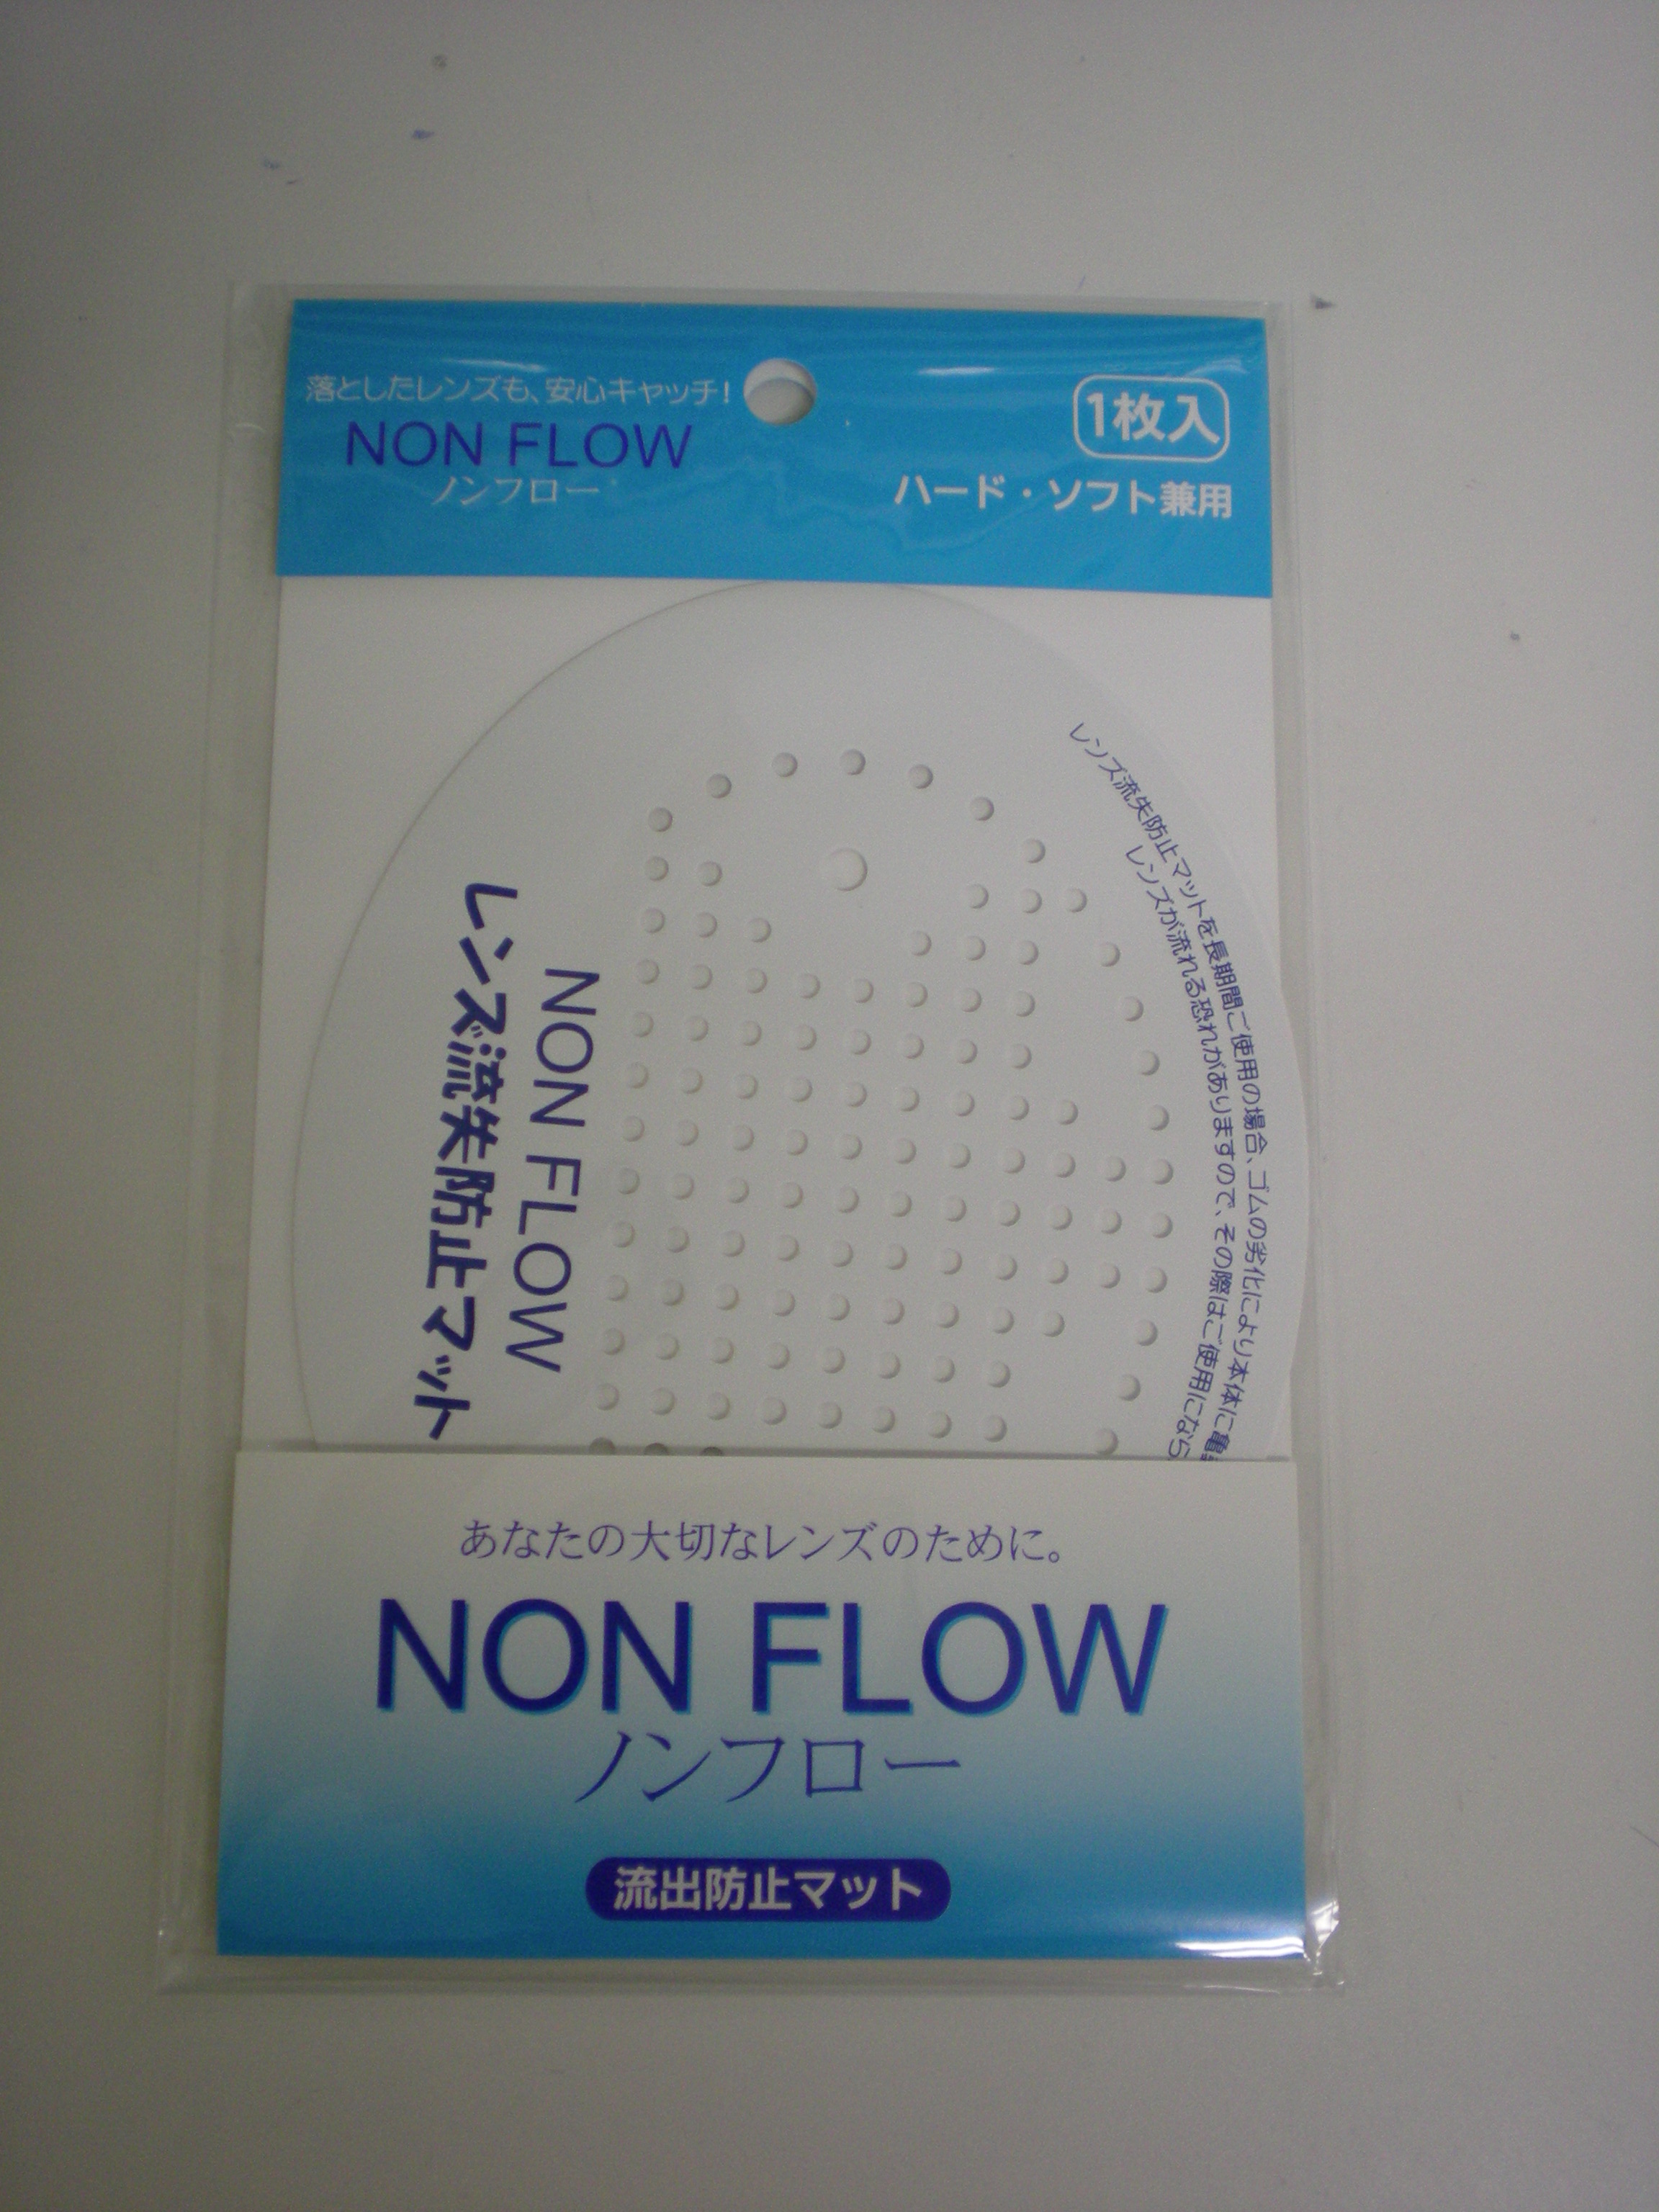 落としたレンズも、安心キャッチ!
NON FLOW
ノンフロー
1枚入
ハード・ソフト兼用
レンズ流失防止マットを長期間ご使用の場合、ゴムの劣化により本体に亀
レンズが流れる恐れがありますので、その際はご使用になら
NON FLOW
レンズ流失防止マット
あなたの大切なレンズのために。
NON FLOW
ノンフロー
流出防止マット